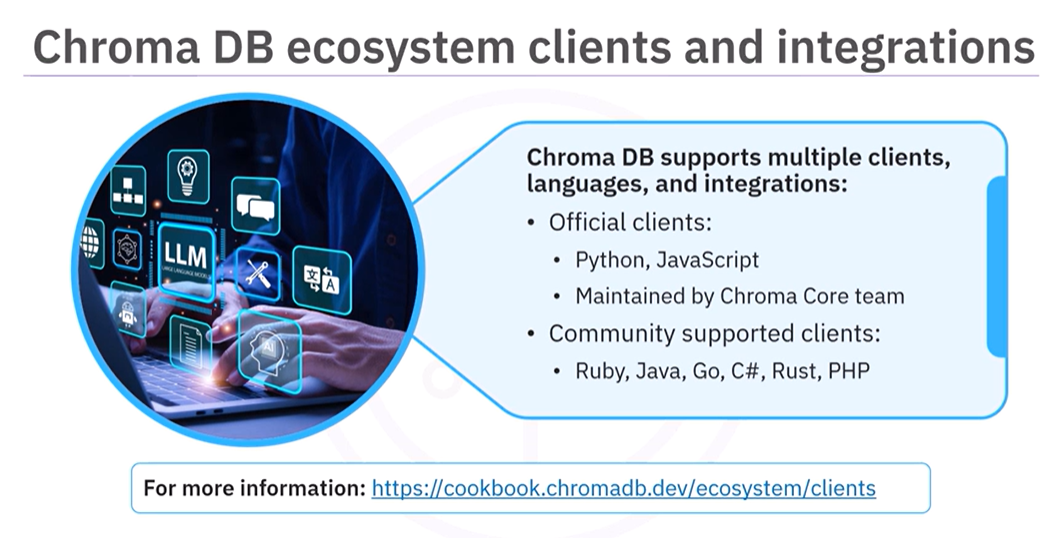 Chroma DB ecosystem clients and integrations
LLM
LARGE LANGUAGE MODELS
文
A
AI
Chroma DB supports multiple clients,
languages, and integrations:
• Official clients:
• Python, JavaScript
• Maintained by Chroma Core team
• Community supported clients:
• Ruby, Java, Go, C#, Rust, PHP
For more information: https://cookbook.chromadb.dev/ecosystem/clients